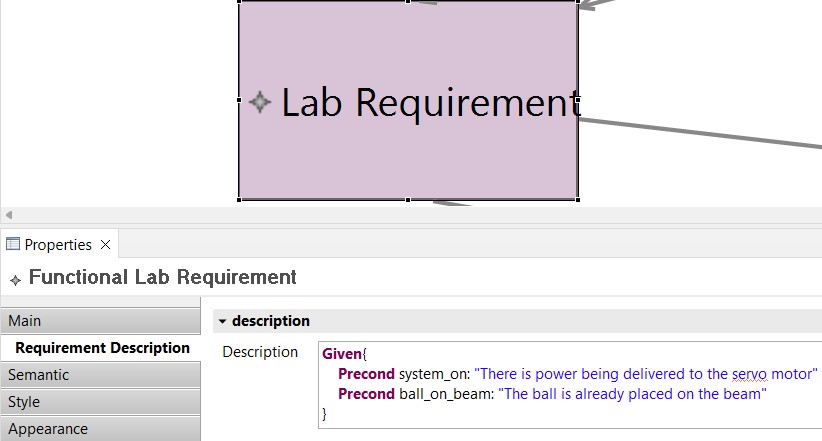 Lab Requirement
Properties
Functional Lab Requirement
Main
Requirement Description
Semantic
Style
Appearance
description
Description
Given{
Precond system_on: "There is power being delivered to the servo motor"
Precond ball_on_beam: "The ball is already placed on the beam"
}